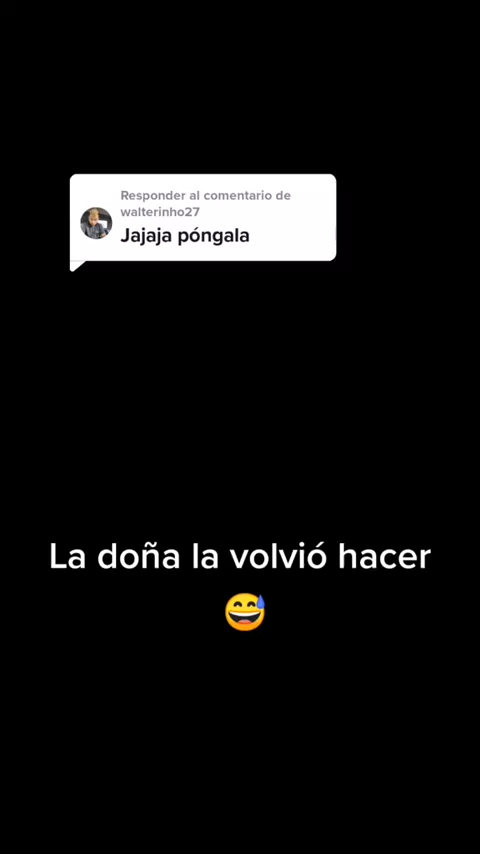 Responder al comentario de
walterinho27
Jajaja póngala
La doña la volvió hacer
😅